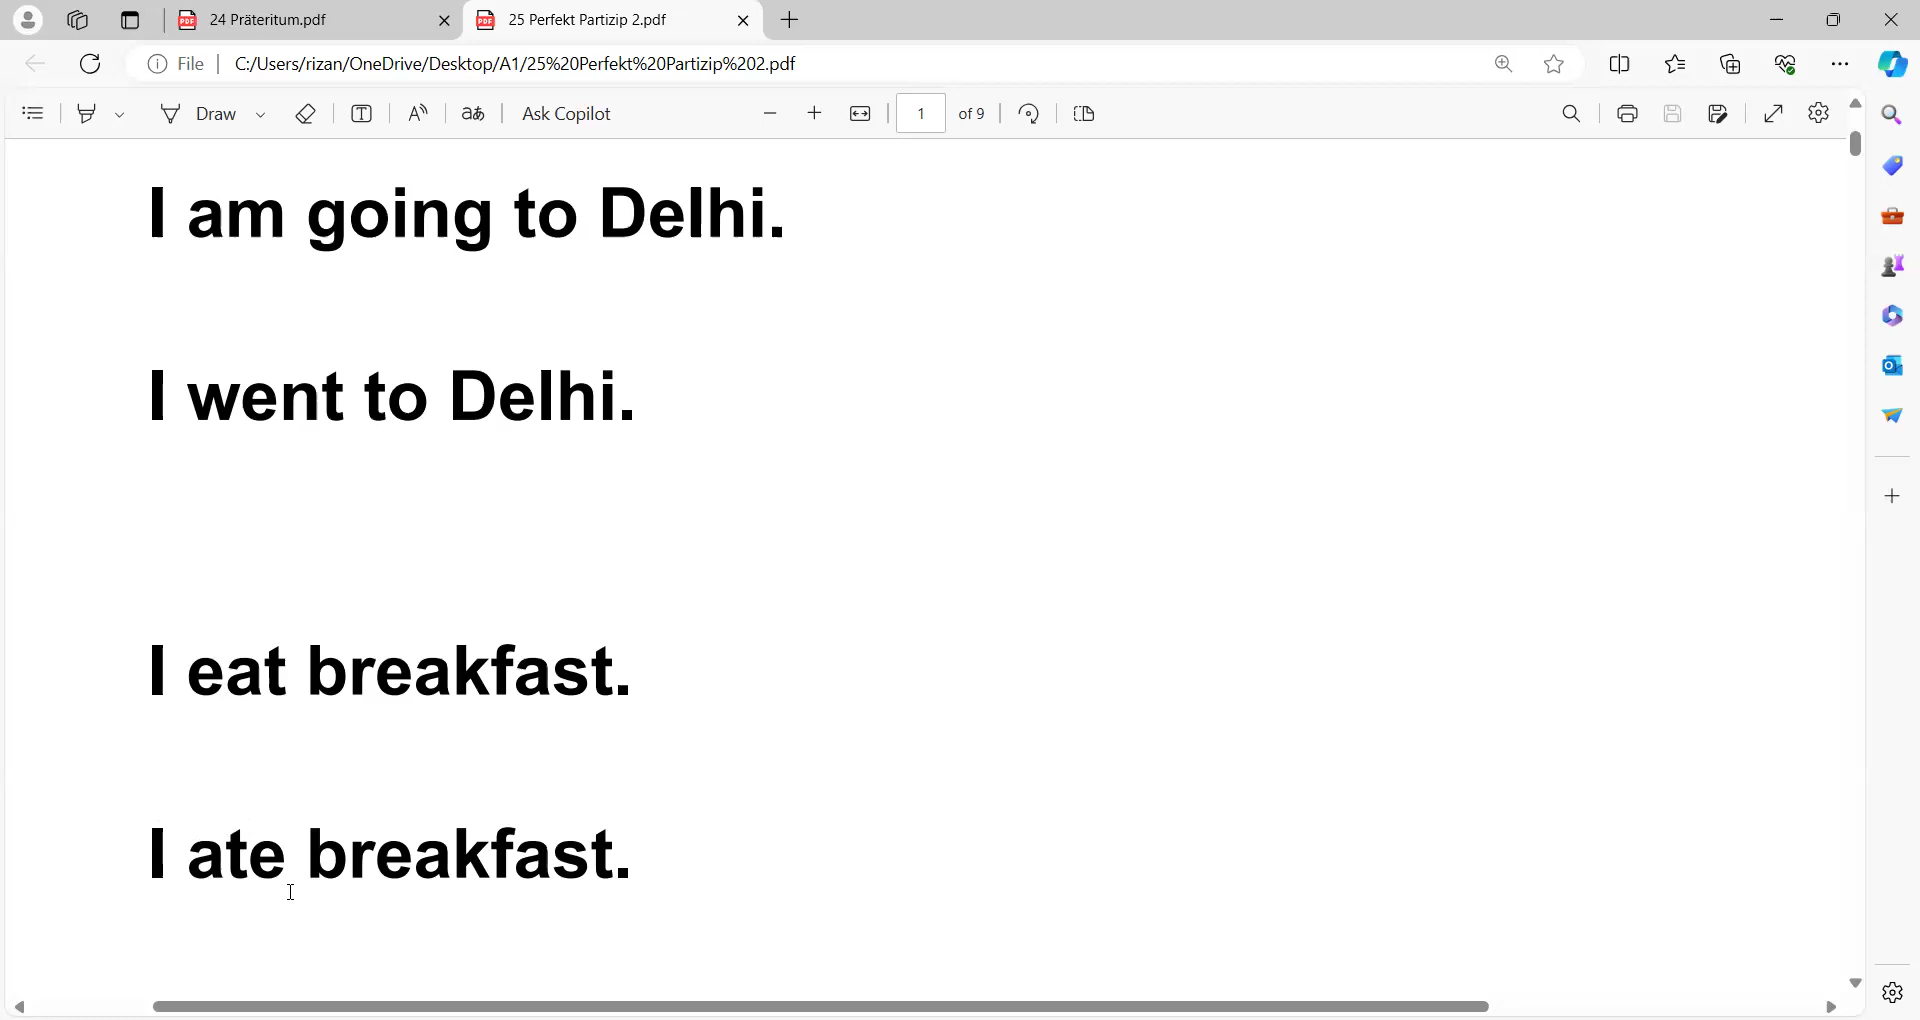 24 Präteritum.pdf
25 Perfekt Partizip 2.pdf
File
C:/Users/rizan/OneDrive/Desktop/A1/25%20Perfekt%20Partizip%202.pdf
Draw
Ask Copilot
1 of 9
I am going to Delhi.
I went to Delhi.
I eat breakfast.
I ate breakfast.